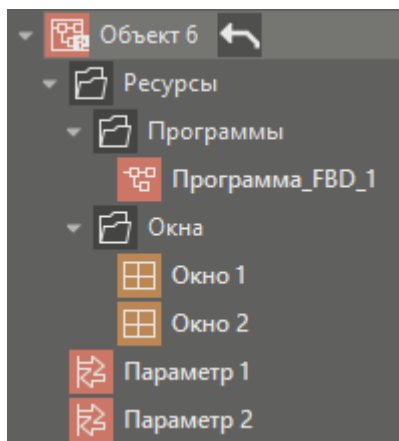 Объект 6
Ресурсы
Программы
Программа_FBD_1
Окна
Окно 1
Окно 2
Параметр 1
Параметр 2